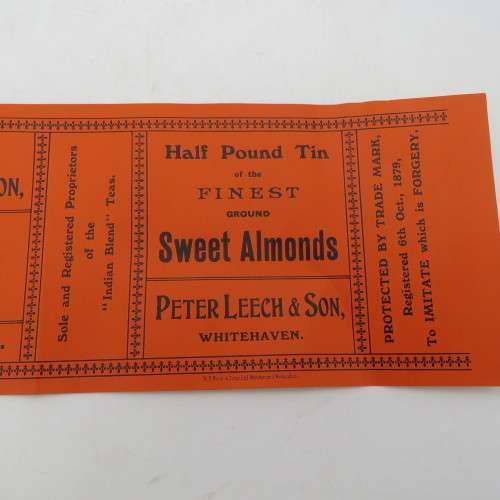 ON,
Sole and Registered Proprietors
of the
"Indian Blend" Teas.
Half Pound Tin
of the
FINEST
GROUND
Sweet Almonds
PETER LEECH & SON,
WHITEHAVEN.
PROTECTED BY TRADE MARK,
Registered 6th Oct., 1879,
To IMITATE which is FORGERY.